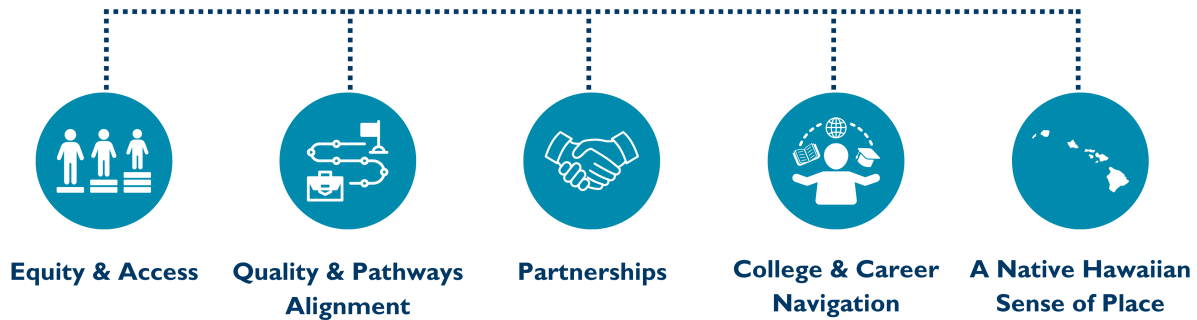 Equity & Access
Quality & Pathways
Alignment
Partnerships
College & Career
Navigation
A Native Hawaiian
Sense of Place